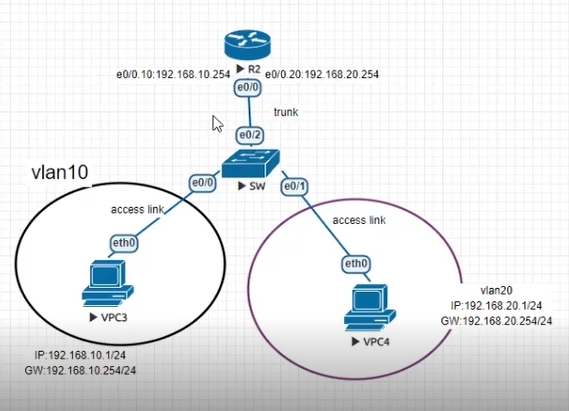 R2
e0/0.10:192.168.10.254
e0/0.20:192.168.20.254
e0/0
trunk
e0/2
SW
vlan10
e0/0
e0/1
access link
access link
eth0
eth0
VPC3
VPC4
vlan20
IP:192.168.20.1/24
GW:192.168.20.254/24
IP:192.168.10.1/24
GW:192.168.10.254/24